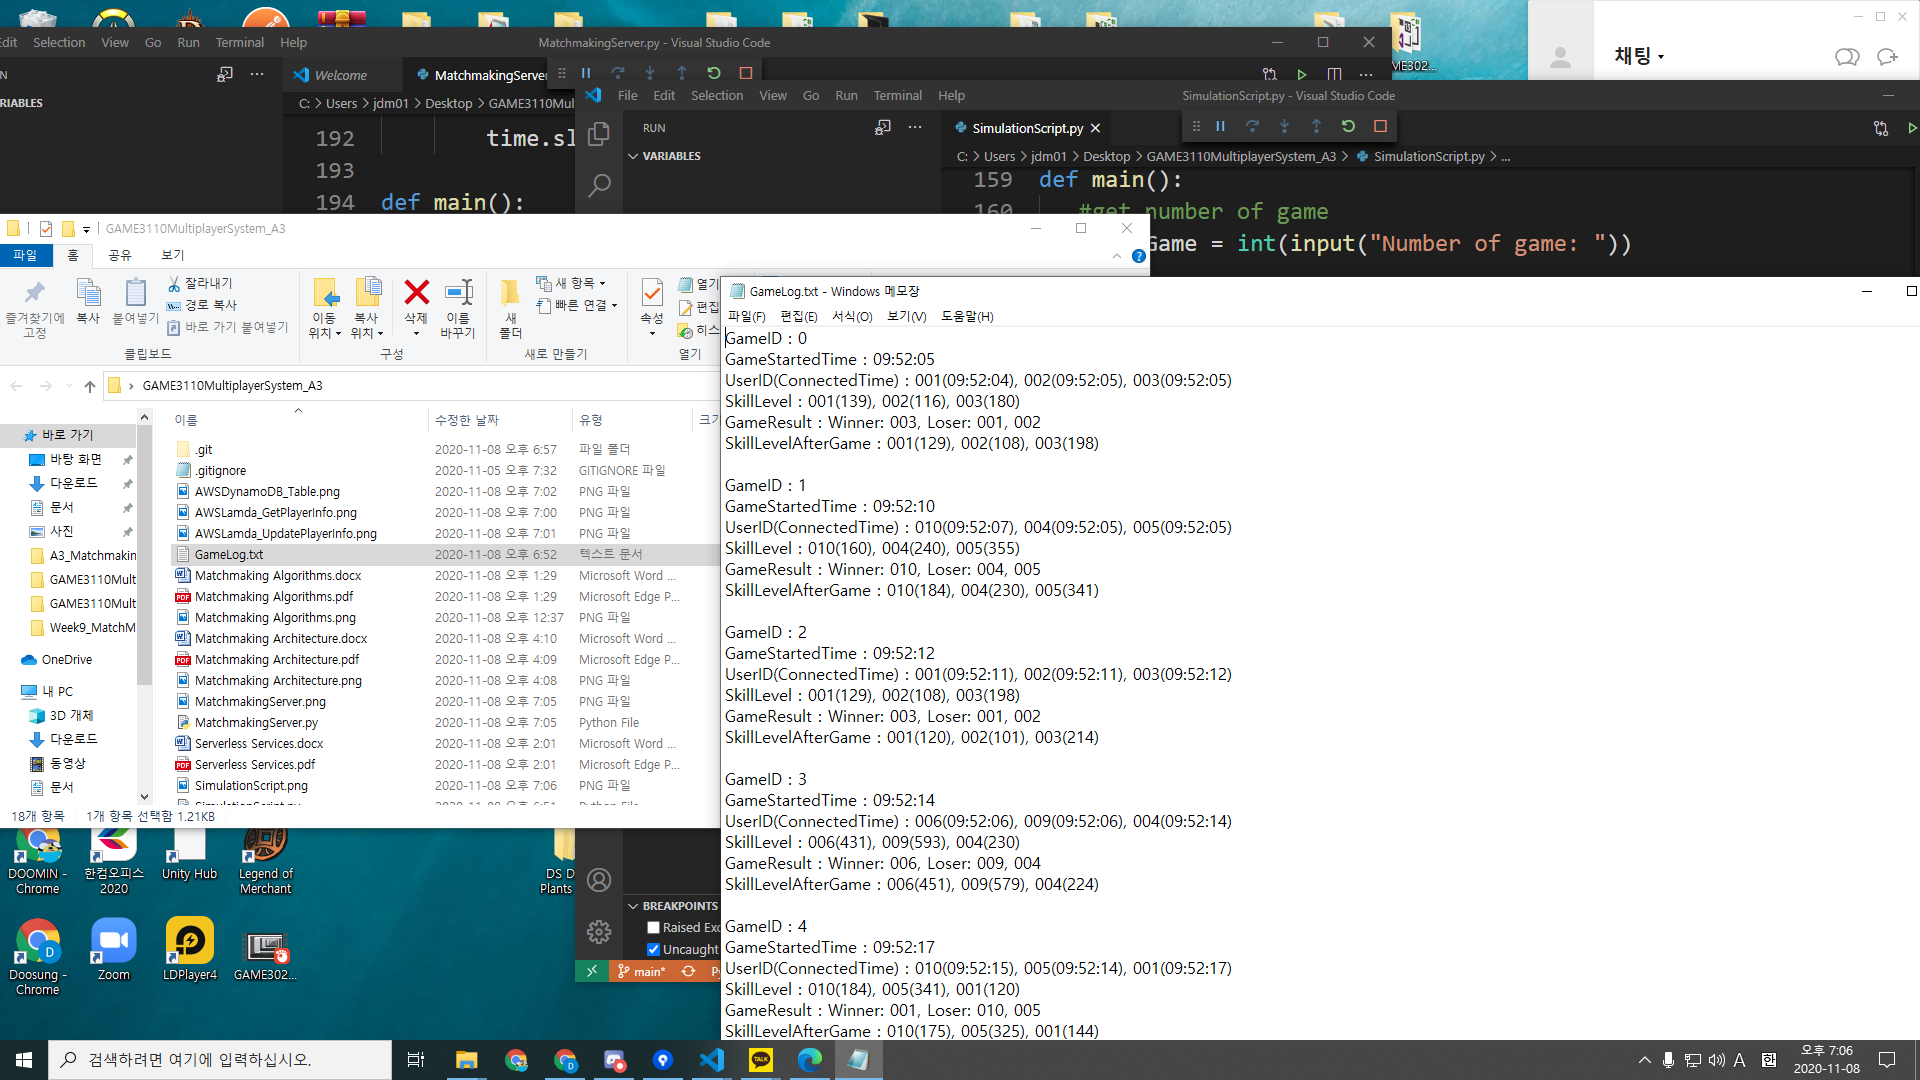 Edit Selection View Go Run Terminal Help
MatchmakingServer.py - Visual Studio Code
Welcome
MatchmakingServer
VARIABLES
C: > Users > jdm01 > Desktop > GAME3110Mul
192 time.sl
193
194 def main():
채팅
ME302...
File Edit Selection View Go Run Terminal Help
SimulationScript.py - Visual Studio Code
RUN
SimulationScript.py
VARIABLES
C: > Users > jdm01 > Desktop > GAME3110MultiplayerSystem_A3 > SimulationScript.py > ...
159 def main():
160 #get number of game
Game = int(input("Number of game: "))
GAME3110MultiplayerSystem_A3
파일 홈 공유 보기
즐겨찾기에 고정
복사
붙여넣기
잘라내기
경로 복사
바로 가기 붙여넣기
클립보드
이동 위치
복사 위치
삭제
이름 바꾸기
구성
새 폴더
새 항목
빠른 연결
새로 만들기
속성
열기
편집
히스
열기
GAME3110MultiplayerSystem_A3
이름 수정한 날짜 유형 크기
.git 2020-11-08 오후 6:57 파일 폴더
.gitignore 2020-11-05 오후 7:32 GITIGNORE 파일
AWSDynamoDB_Table.png 2020-11-08 오후 7:02 PNG 파일
AWSLamda_GetPlayerInfo.png 2020-11-08 오후 7:00 PNG 파일
AWSLamda_UpdatePlayerInfo.png 2020-11-08 오후 7:01 PNG 파일
GameLog.txt 2020-11-08 오후 6:52 텍스트 문서
Matchmaking Algorithms.docx 2020-11-08 오후 1:29 Microsoft Word ...
Matchmaking Algorithms.pdf 2020-11-08 오후 1:29 Microsoft Edge P...
Matchmaking Algorithms.png 2020-11-08 오후 12:37 PNG 파일
Matchmaking Architecture.docx 2020-11-08 오후 4:10 Microsoft Word ...
Matchmaking Architecture.pdf 2020-11-08 오후 4:09 Microsoft Edge P...
Matchmaking Architecture.png 2020-11-08 오후 4:08 PNG 파일
MatchmakingServer.png 2020-11-08 오후 7:05 PNG 파일
MatchmakingServer.py 2020-11-08 오후 7:05 Python File
Serverless Services.docx 2020-11-08 오후 2:01 Microsoft Word ...
Serverless Services.pdf 2020-11-08 오후 2:01 Microsoft Edge P...
SimulationScript.png 2020-11-08 오후 7:06 PNG 파일
SimulationScript.py 2020-11-08 오후 6:51 Python File
바로 가기
바탕 화면
다운로드
문서
사진
A3_Matchmakin
GAME3110Mult
GAME3110Mult
Week9_MatchM
OneDrive
내 PC
3D 개체
다운로드
동영상
문서
18개 항목 1개 항목 선택함 1.21KB
GameLog.txt - Windows 메모장
파일(F) 편집(E) 서식(O) 보기(V) 도움말(H)
GameID : 0
GameStartedTime : 09:52:05
UserID(ConnectedTime) : 001(09:52:04), 002(09:52:05), 003(09:52:05)
SkillLevel : 001(139), 002(116), 003(180)
GameResult : Winner: 003, Loser: 001, 002
SkillLevelAfterGame : 001(129), 002(108), 003(198)
GameID : 1
GameStartedTime : 09:52:10
UserID(ConnectedTime) : 010(09:52:07), 004(09:52:05), 005(09:52:05)
SkillLevel : 010(160), 004(240), 005(355)
GameResult : Winner: 010, Loser: 004, 005
SkillLevelAfterGame : 010(184), 004(230), 005(341)
GameID : 2
GameStartedTime : 09:52:12
UserID(ConnectedTime) : 001(09:52:11), 002(09:52:11), 003(09:52:12)
SkillLevel : 001(129), 002(108), 003(198)
GameResult : Winner: 003, Loser: 001, 002
SkillLevelAfterGame : 001(120), 002(101), 003(214)
GameID : 3
GameStartedTime : 09:52:14
UserID(ConnectedTime) : 006(09:52:06), 009(09:52:06), 004(09:52:14)
SkillLevel : 006(431), 009(593), 004(230)
GameResult : Winner: 006, Loser: 009, 004
SkillLevelAfterGame : 006(451), 009(579), 004(224)
GameID : 4
GameStartedTime : 09:52:17
UserID(ConnectedTime) : 010(09:52:15), 005(09:52:14), 001(09:52:17)
SkillLevel : 010(184), 005(341), 001(120)
GameResult : Winner: 001, Loser: 010, 005
SkillLevelAfterGame : 010(175), 005(325), 001(144)
DOOMIN - Chrome
한컴오피스 2020
Unity Hub
Legend of Merchant
DS D
Plants
Doosung - Chrome
Zoom
LDPlayer4
GAME302...
BREAKPOINTS
Raised Exc
Uncaught
main*
Py
검색하려면 여기에 입력하십시오.
TALK
A 한
오후 7:06
2020-11-08